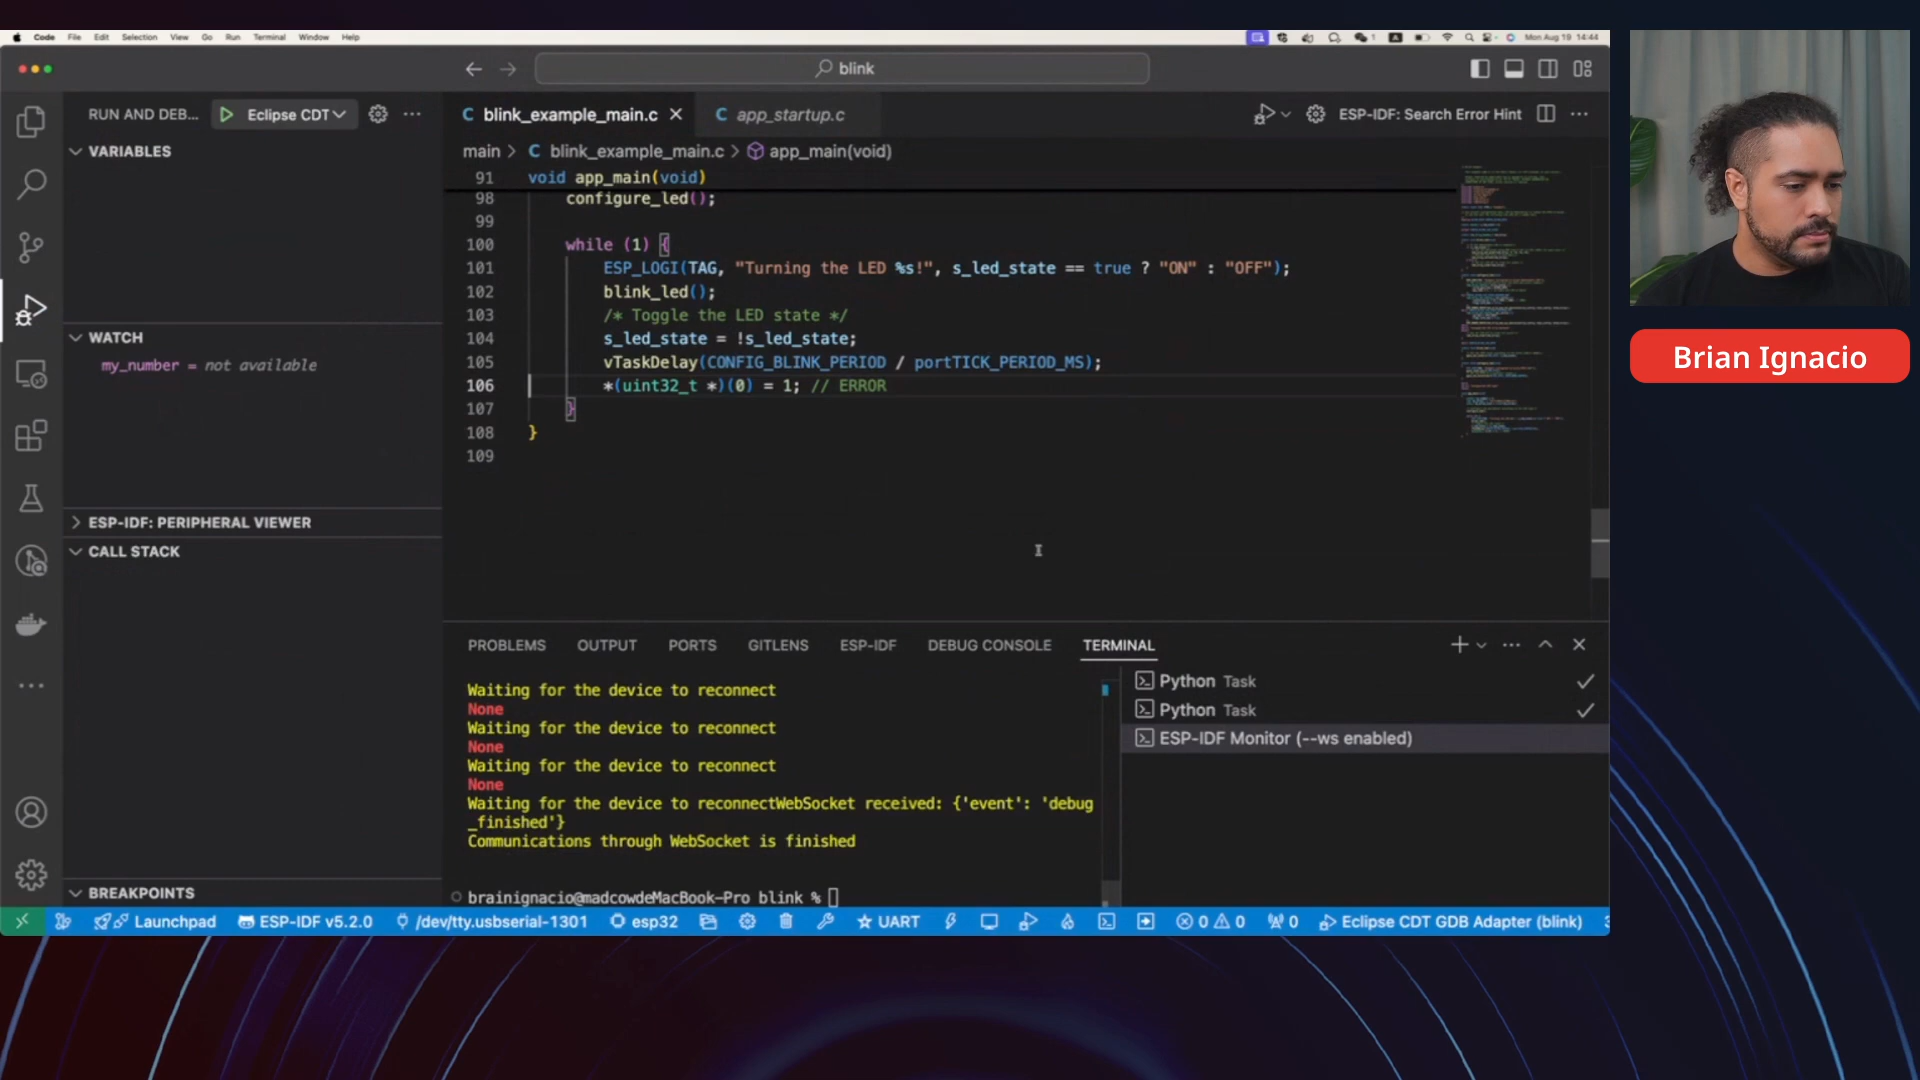 Code File Edit Selection View Go Run Terminal Window Help
Mon Aug 19 14:44
blink
RUN AND DEB...
Eclipse CDT
blink_example_main.c
app_startup.c
ESP-IDF: Search Error Hint
main > C blink_example_main.c > app_main(void)
VARIABLES
WATCH
my_number = not available
ESP-IDF: PERIPHERAL VIEWER
CALL STACK
BREAKPOINTS
91 void app_main(void)
98 configure_led();
99
100 while (1) {
101 ESP_LOGI(TAG, "Turning the LED %s!", s_led_state == true ? "ON" : "OFF");
102 blink_led();
103 /* Toggle the LED state */
104 s_led_state = !s_led_state;
105 vTaskDelay(CONFIG_BLINK_PERIOD / portTICK_PERIOD_MS);
106 *(uint32_t *)(0) = 1; // ERROR
107 }
108 }
109
PROBLEMS OUTPUT PORTS GITLENS ESP-IDF DEBUG CONSOLE TERMINAL
Waiting for the device to reconnect
None
Waiting for the device to reconnect
None
Waiting for the device to reconnect
None
Waiting for the device to reconnectWebSocket received: {'event': 'debug
_finished'}
Communications through WebSocket is finished
brainignacio@madcowdeMacBook-Pro blink %
Python Task
Python Task
ESP-IDF Monitor (--ws enabled)
Launchpad ESP-IDF v5.2.0 /dev/tty.usbserial-1301 esp32 UART 0 0 0 Eclipse CDT GDB Adapter (blink)
Brian Ignacio